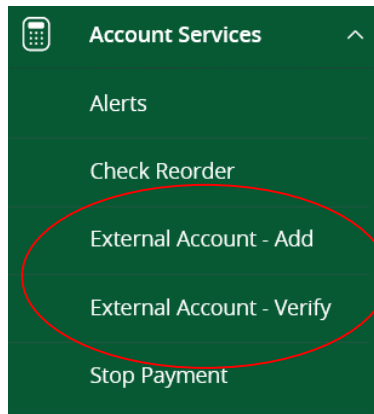 Account Services
Alerts
Check Reorder
External Account - Add
External Account - Verify
Stop Payment